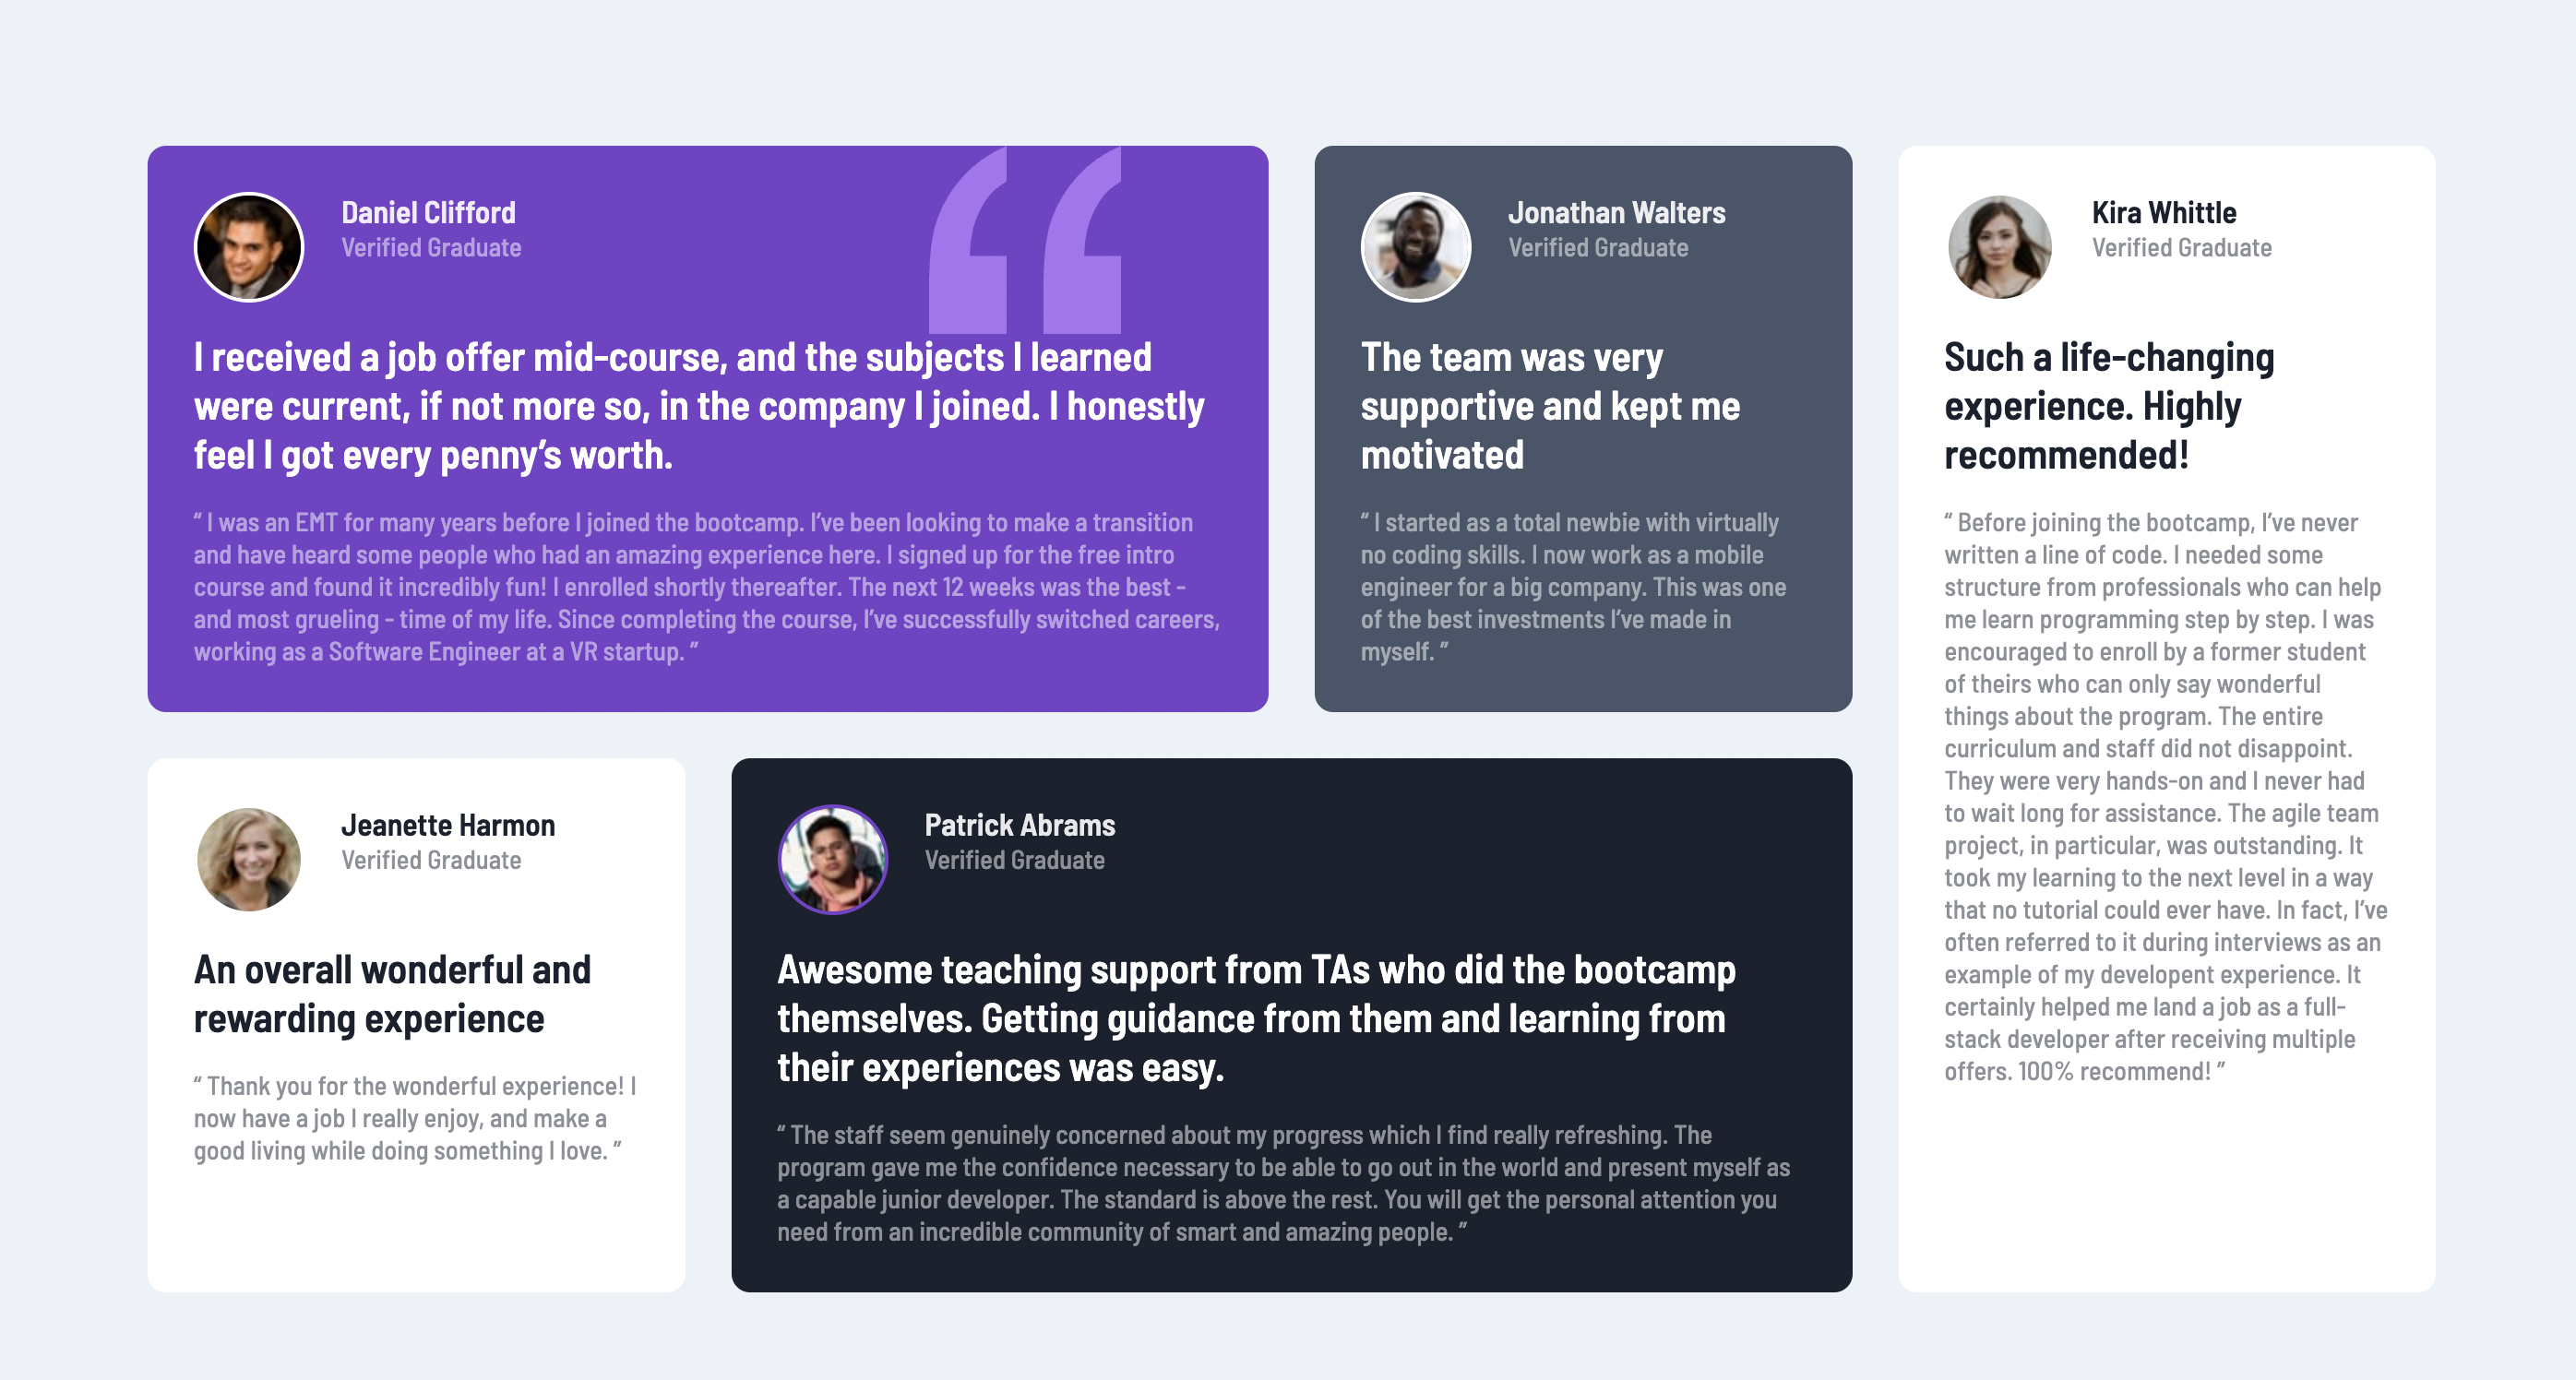 Daniel Clifford
Verified Graduate
I received a job offer mid-course, and the subjects I learned
were current, if not more so, in the company I joined. I honestly
feel I got every penny’s worth.
“ I was an EMT for many years before I joined the bootcamp. I’ve been looking to make a transition
and have heard some people who had an amazing experience here. I signed up for the free intro
course and found it incredibly fun! I enrolled shortly thereafter. The next 12 weeks was the best -
and most grueling - time of my life. Since completing the course, I’ve successfully switched careers,
working as a Software Engineer at a VR startup. ”
Jonathan Walters
Verified Graduate
The team was very
supportive and kept me
motivated
“ I started as a total newbie with virtually
no coding skills. I now work as a mobile
engineer for a big company. This was one
of the best investments I’ve made in
myself. ”
Kira Whittle
Verified Graduate
Such a life-changing
experience. Highly
recommended!
“ Before joining the bootcamp, I’ve never
written a line of code. I needed some
structure from professionals who can help
me learn programming step by step. I was
encouraged to enroll by a former student
of theirs who can only say wonderful
things about the program. The entire
curriculum and staff did not disappoint.
They were very hands-on and I never had
to wait long for assistance. The agile team
project, in particular, was outstanding. It
took my learning to the next level in a way
that no tutorial could ever have. In fact, I’ve
often referred to it during interviews as an
example of my developent experience. It
certainly helped me land a job as a full-
stack developer after receiving multiple
offers. 100% recommend! ”
Jeanette Harmon
Verified Graduate
An overall wonderful and
rewarding experience
“ Thank you for the wonderful experience! I
now have a job I really enjoy, and make a
good living while doing something I love. ”
Patrick Abrams
Verified Graduate
Awesome teaching support from TAs who did the bootcamp
themselves. Getting guidance from them and learning from
their experiences was easy.
“ The staff seem genuinely concerned about my progress which I find really refreshing. The
program gave me the confidence necessary to be able to go out in the world and present myself as
a capable junior developer. The standard is above the rest. You will get the personal attention you
need from an incredible community of smart and amazing people. ”